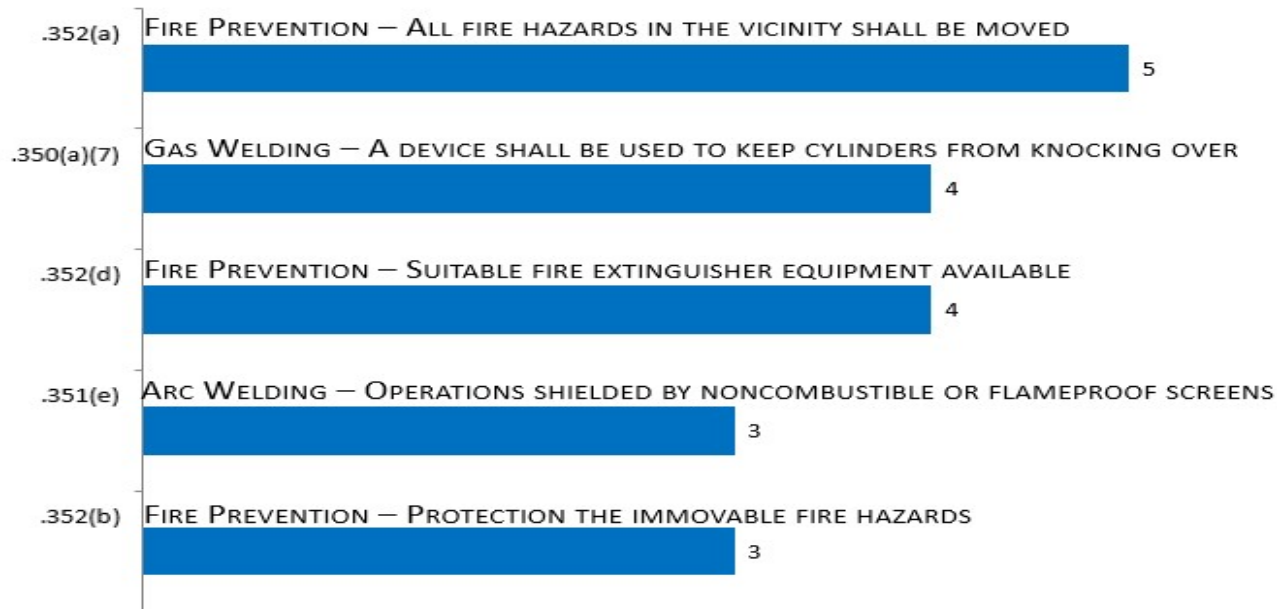 .352(a) Fire Prevention – All fire hazards in the vicinity shall be moved
5
.350(a)(7) Gas Welding – A device shall be used to keep cylinders from knocking over
4
.352(d) Fire Prevention – Suitable fire extinguisher equipment available
4
.351(e) Arc Welding – Operations shielded by noncombustible or flameproof screens
3
.352(b) Fire Prevention – Protection the immovable fire hazards
3